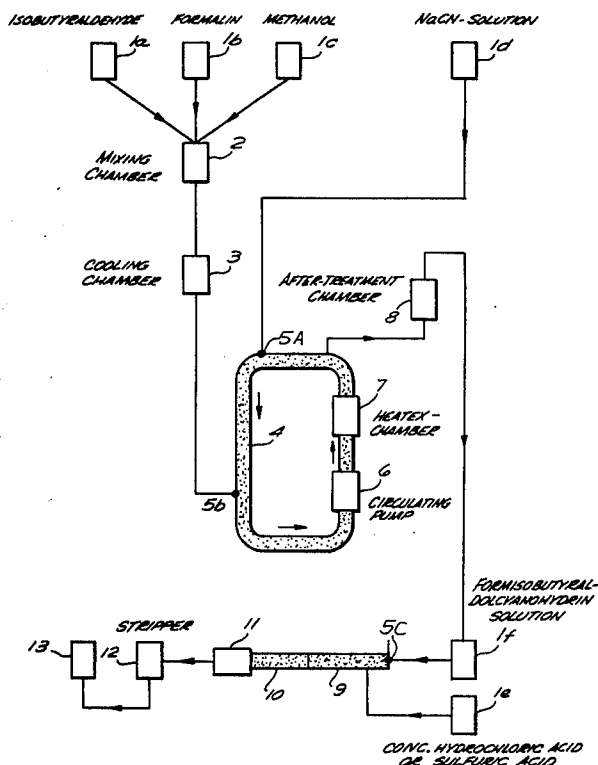 ISOBUTYRALDEHYDE FORMALIN METHANOL NaCN-SOLUTION
1a 1b 1c 1d
2
MIXING
CHAMBER
3
COOLING
CHAMBER
AFTER-TREATMENT
CHAMBER
8
5A
7
HEATEX-
CHAMBER
4
6
CIRCULATING
PUMP
5b
FORMISOBUTYRAL-
DOLCYANOHYDRIN
SOLUTION
STRIPPER
13 12 11 5C 1f
10 9
1e
CONC. HYDROCHLORIC ACID
OR SULFURIC ACID